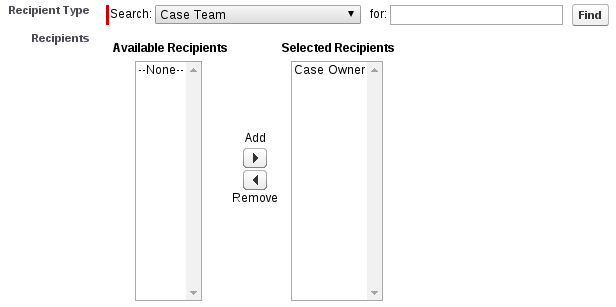 Recipient Type Search: Case Team for: Find
Recipients
Available Recipients Selected Recipients
--None-- Case Owner
Add
Remove